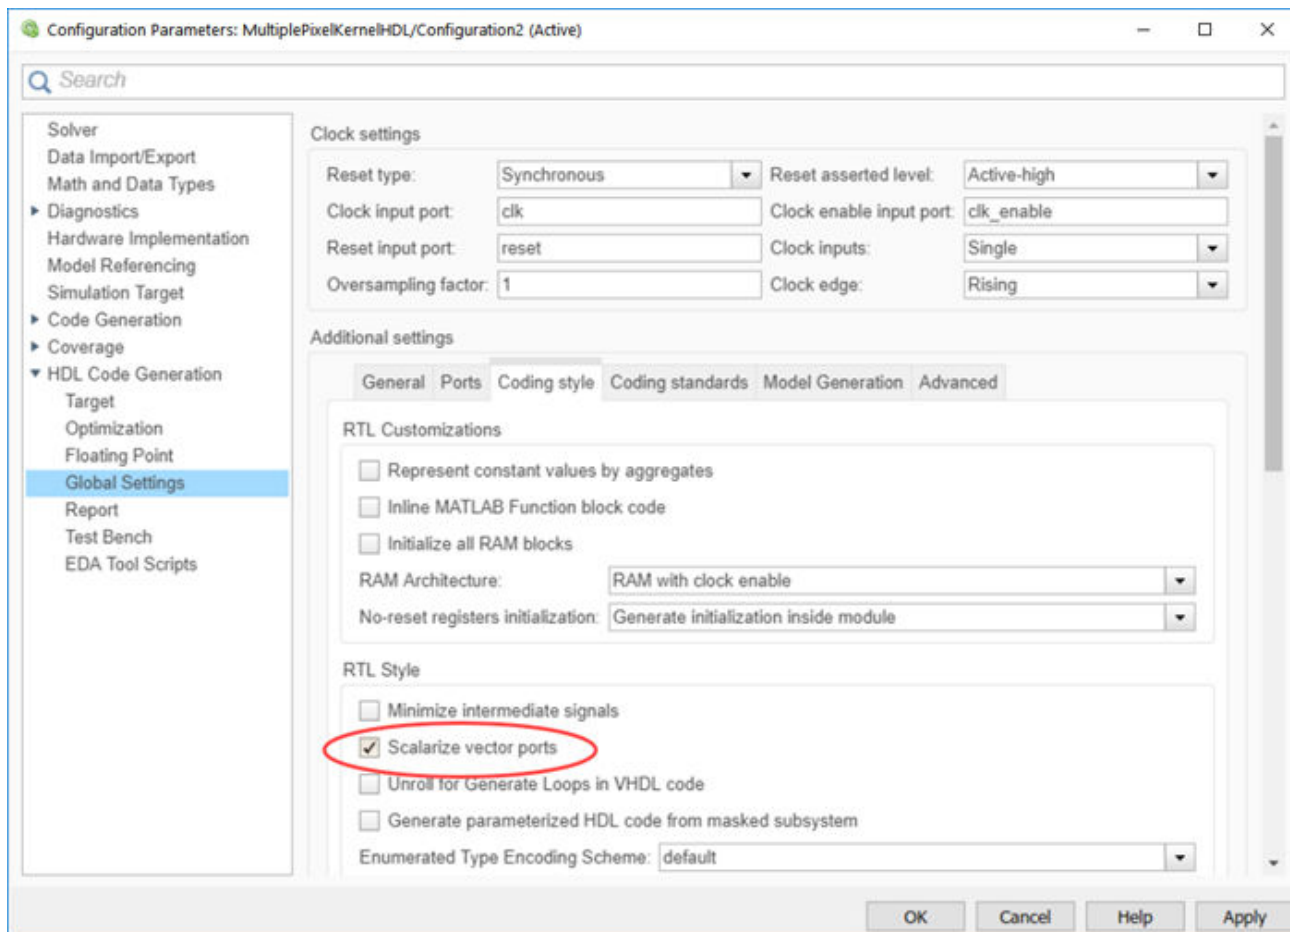 Configuration Parameters: MultiplePixelKernelHDL/Configuration2 (Active)
Search
Solver
Data Import/Export
Math and Data Types
Diagnostics
Hardware Implementation
Model Referencing
Simulation Target
Code Generation
Coverage
HDL Code Generation
Target
Optimization
Floating Point
Global Settings
Report
Test Bench
EDA Tool Scripts
Clock settings
Reset type: Synchronous Reset asserted level: Active-high
Clock input port: clk Clock enable input port: clk_enable
Reset input port: reset Clock inputs: Single
Oversampling factor: 1 Clock edge: Rising
Additional settings
General Ports Coding style Coding standards Model Generation Advanced
RTL Customizations
Represent constant values by aggregates
Inline MATLAB Function block code
Initialize all RAM blocks
RAM Architecture: RAM with clock enable
No-reset registers initialization: Generate initialization inside module
RTL Style
Minimize intermediate signals
Scalarize vector ports
Unroll for Generate Loops in VHDL code
Generate parameterized HDL code from masked subsystem
Enumerated Type Encoding Scheme: default
OK Cancel Help Apply